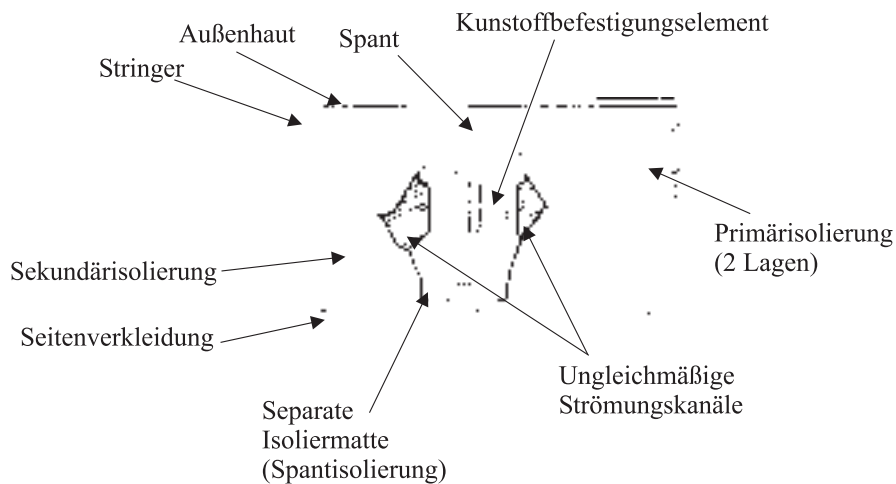 Kunstoffbefestigungselement
Außenhaut
Spant
Stringer
Primärisolierung
(2 Lagen)
Sekundärisolierung
Seitenverkleidung
Ungleichmäßige
Strömungskanäle
Separate
Isoliermatte
(Spantisolierung)